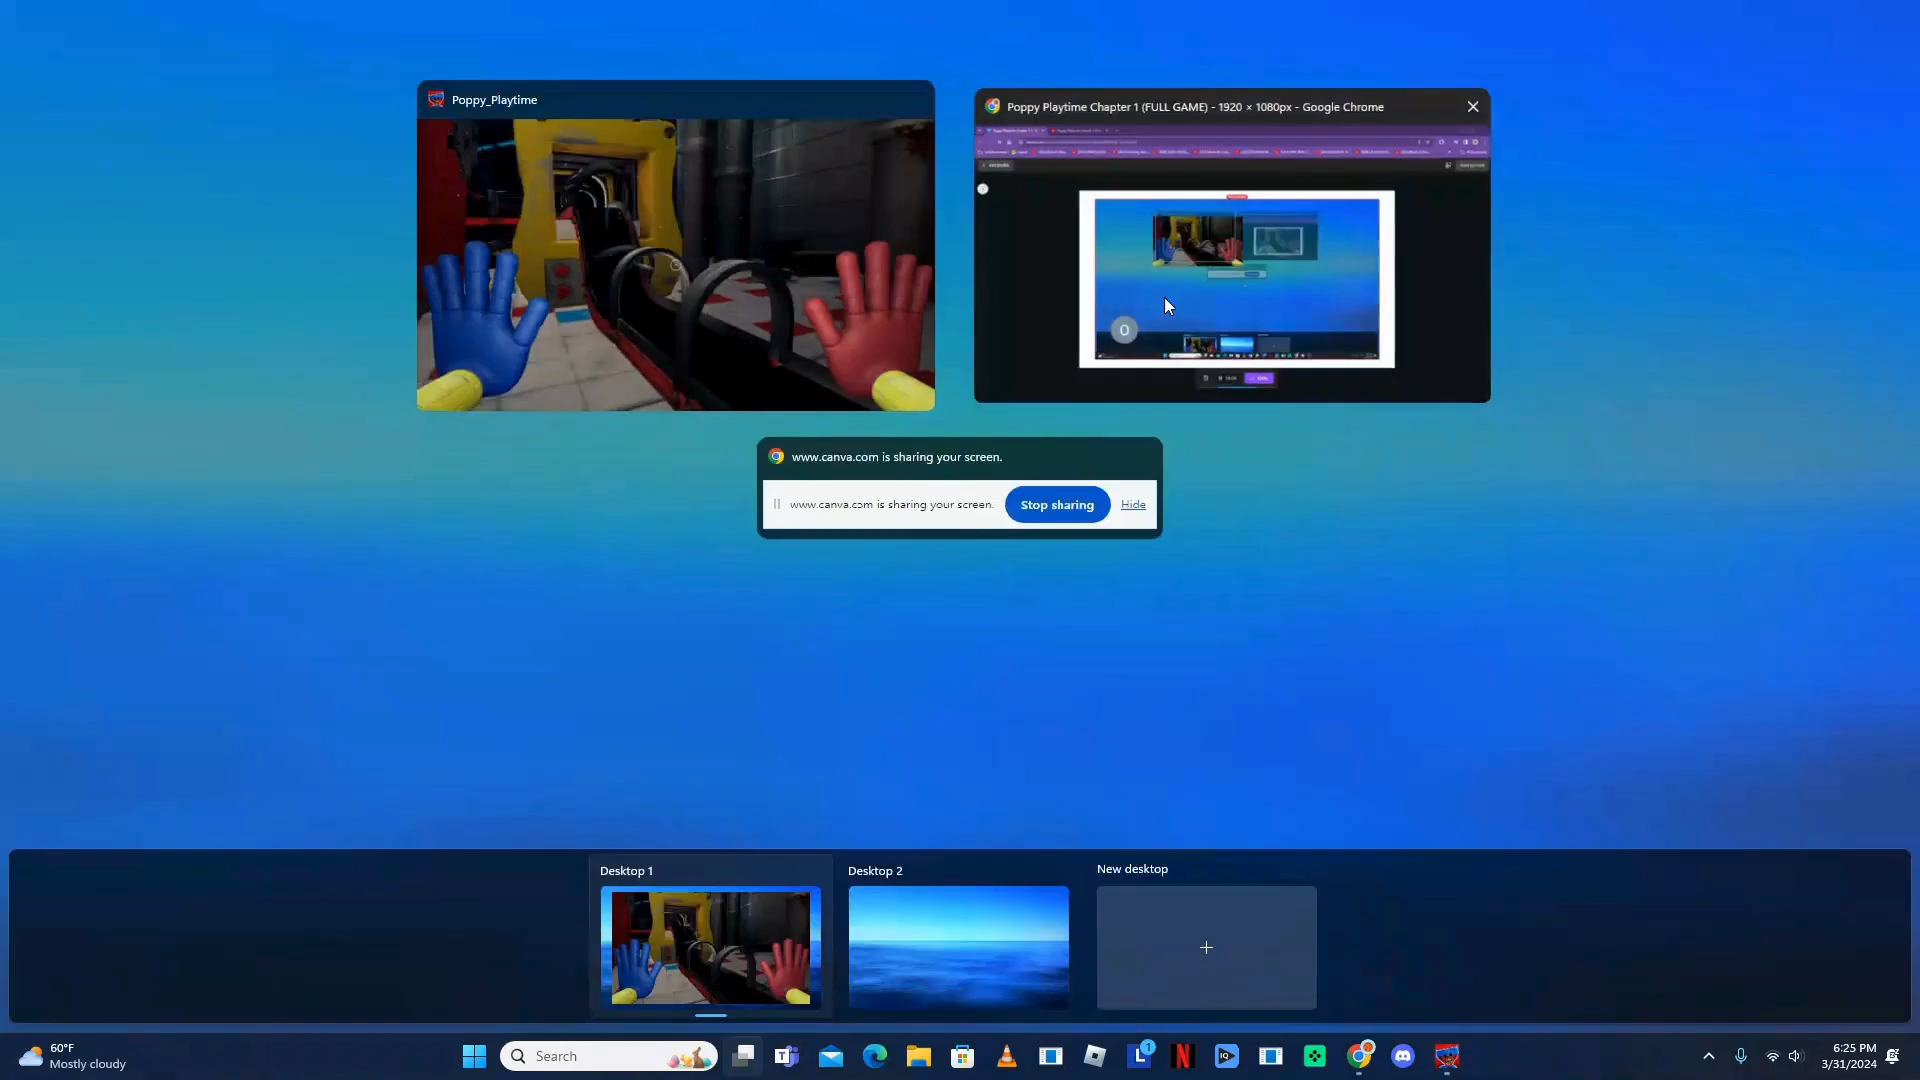 Poppy_Playtime
Poppy Playtime Chapter 1 (FULL GAME) - 1920 × 1080px - Google Chrome
0
www.canva.com is sharing your screen.
www.canva.com is sharing your screen. Stop sharing Hide
Desktop 1
Desktop 2
New desktop
60°F
Mostly cloudy
Search
1
6:25 PM
3/31/2024